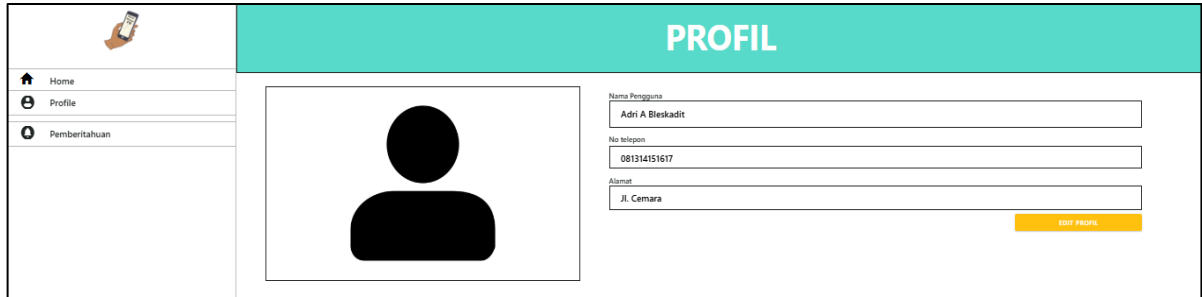 PROFIL
Home
Profile
Pemberitahuan
Nama Pengguna
Adri A Bleskadit
No telepon
081314151617
Alamat
Jl. Cemara
EDIT PROFIL